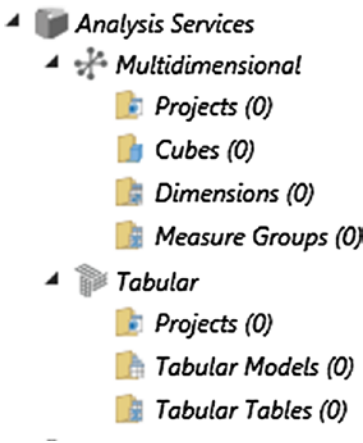 Analysis Services
Multidimensional
Projects (0)
Cubes (0)
Dimensions (0)
Measure Groups (0)
Tabular
Projects (0)
Tabular Models (0)
Tabular Tables (0)